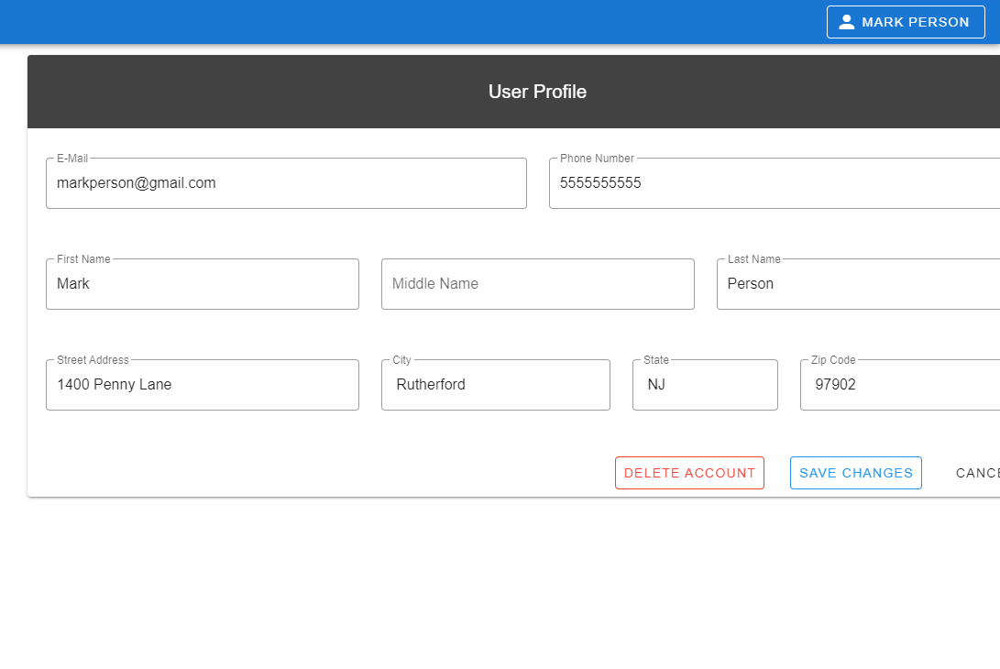 MARK PERSON
User Profile
E-Mail
Phone Number
markperson@gmail.com
5555555555
First Name
Last Name
Mark
Middle Name
Person
Street Address
City
State
Zip Code
1400 Penny Lane
Rutherford
NJ
97902
DELETE ACCOUNT
SAVE CHANGES
CANCE